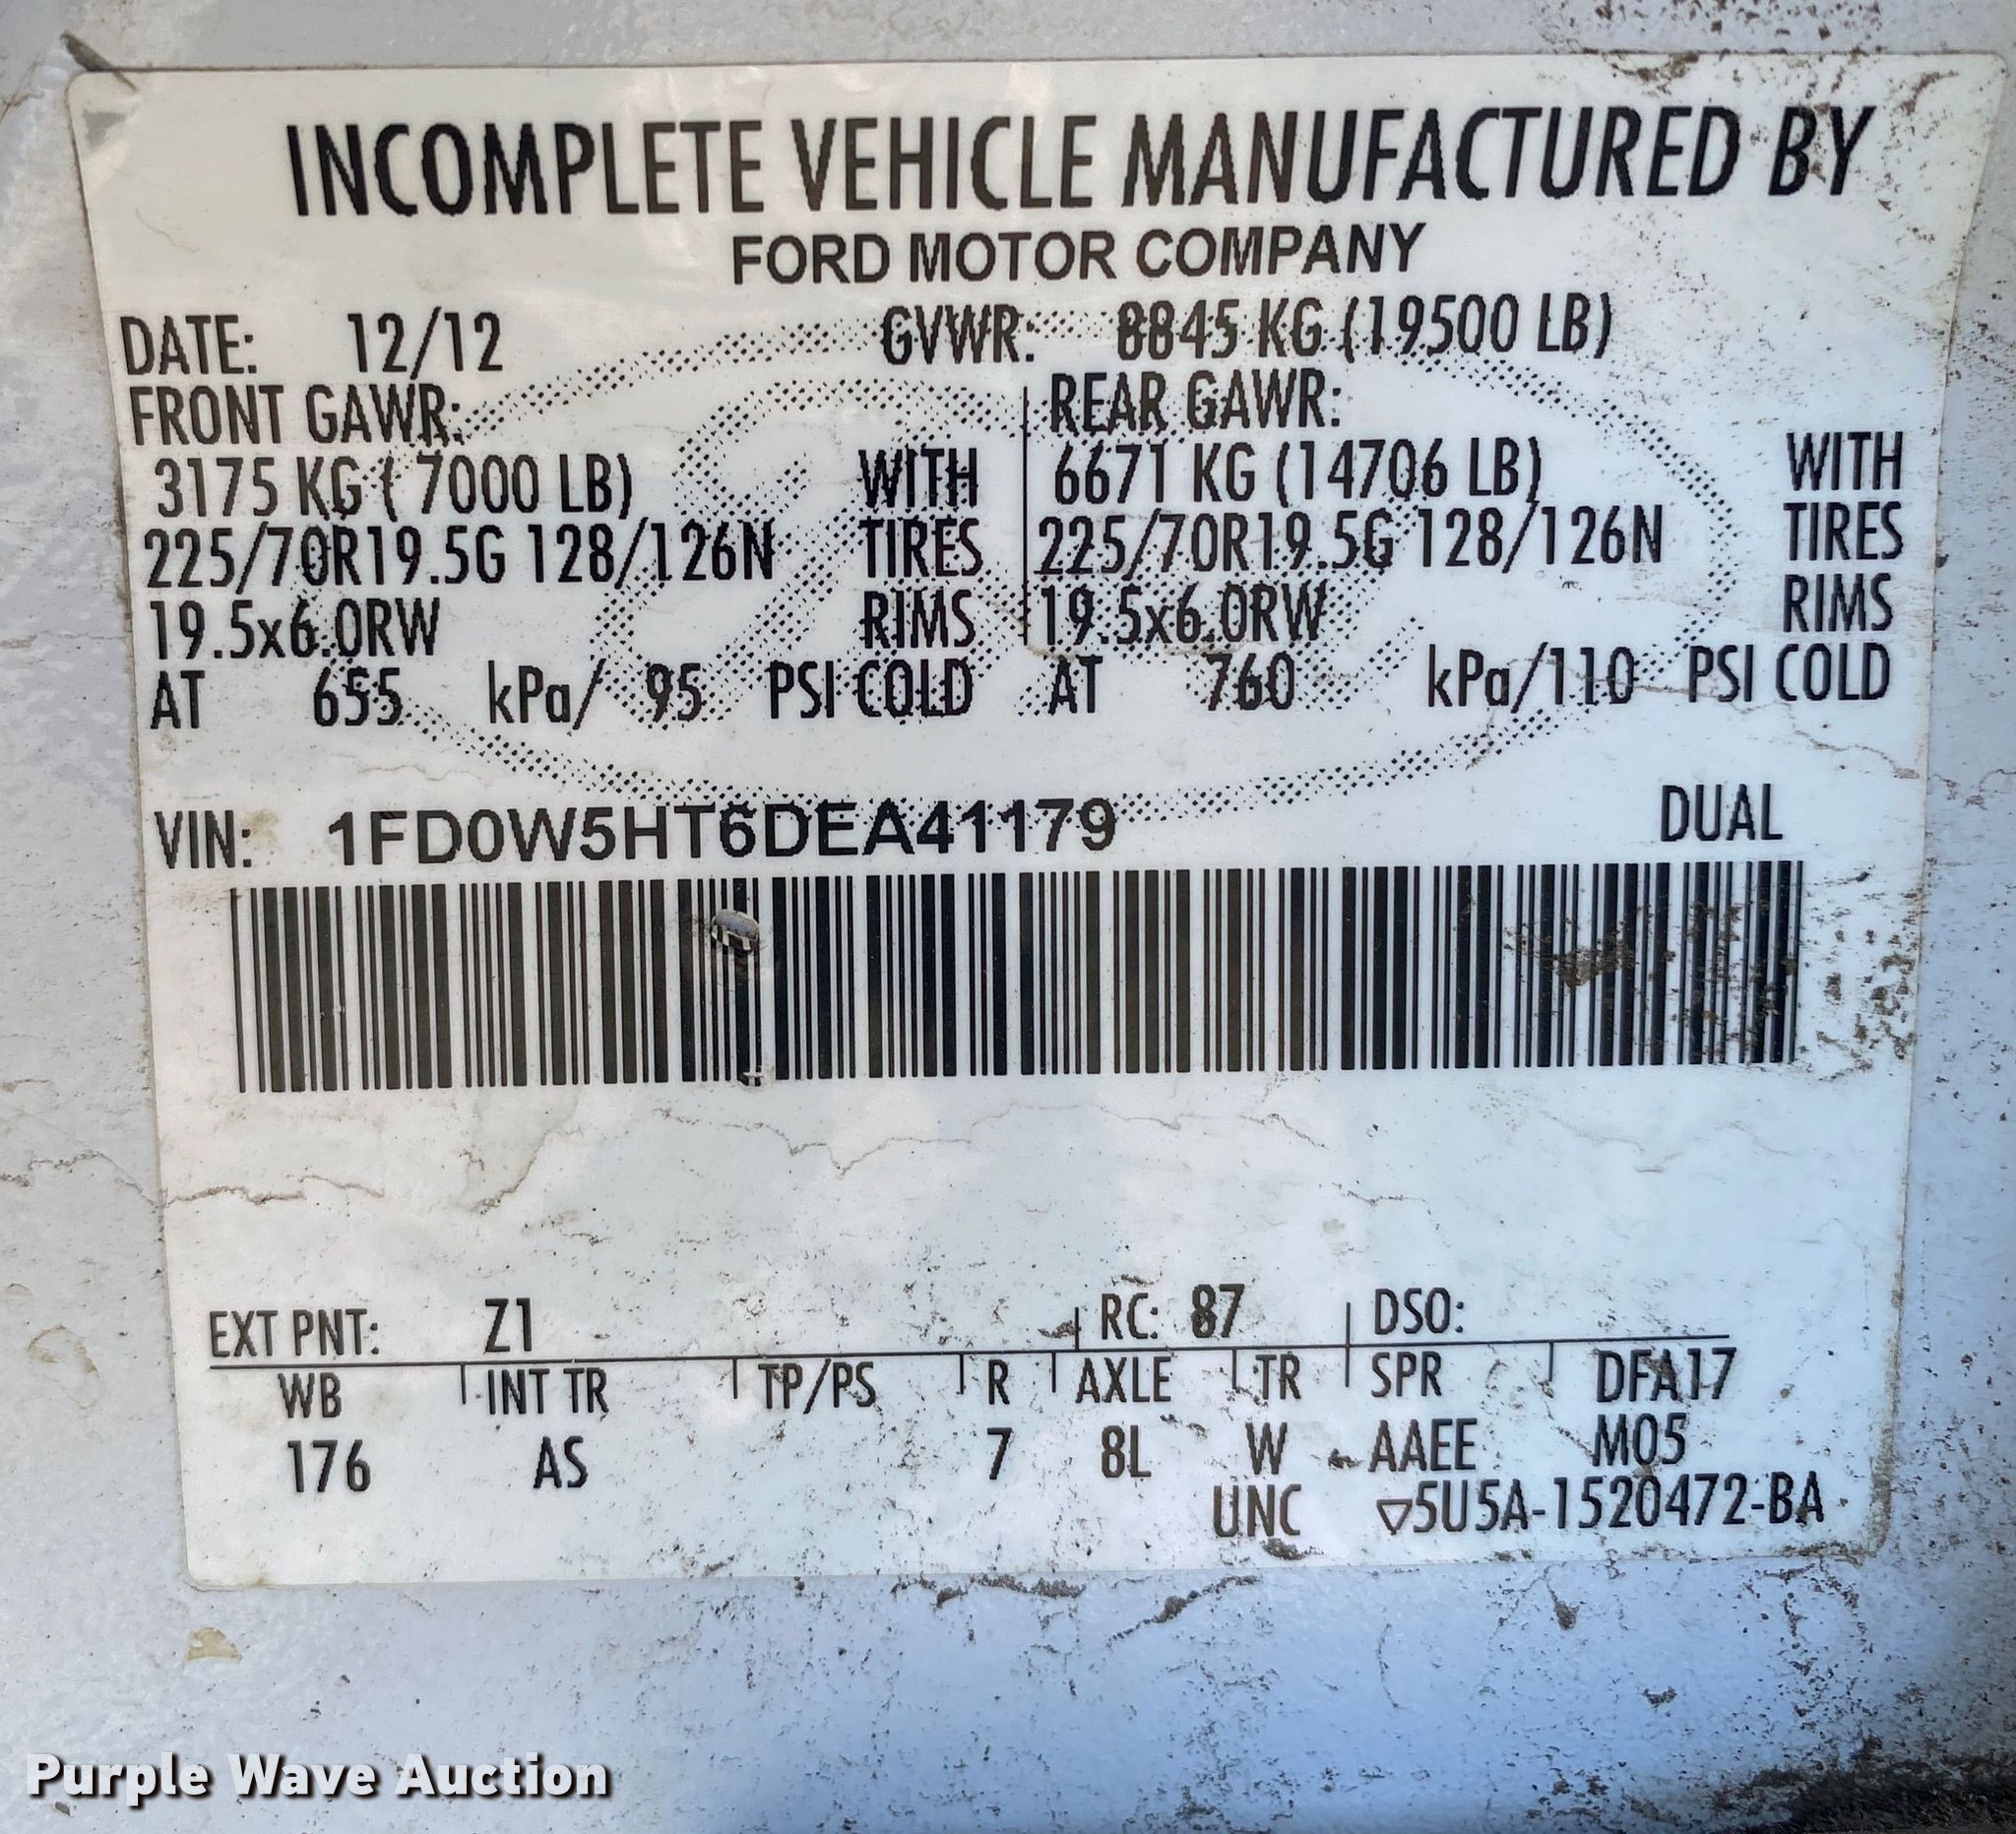 INCOMPLETE VEHICLE MANUFACTURED BY
FORD MOTOR COMPANY
DATE: 12/12 GVWR: 8845 KG (19500 LB)
FRONT GAWR: REAR GAWR:
3175 KG ( 7000 LB) WITH 6671 KG (14706 LB) WITH
225/70R19.5G 128/126N TIRES 225/70R19.5G 128/126N TIRES
19.5x6.0RW RIMS 19.5x6.0RW RIMS
AT 655 kPa/ 95 PSI COLD AT 760 kPa/110 PSI COLD
VIN: 1FD0W5HT6DEA41179 DUAL
EXT PNT: Z1 RC: 87 DSO:
WB INT TR TP/PS R AXLE TR SPR DFA17
176 AS 7 8L W AAEE M05
UNC ▽5U5A-1520472-BA
Purple Wave Auction